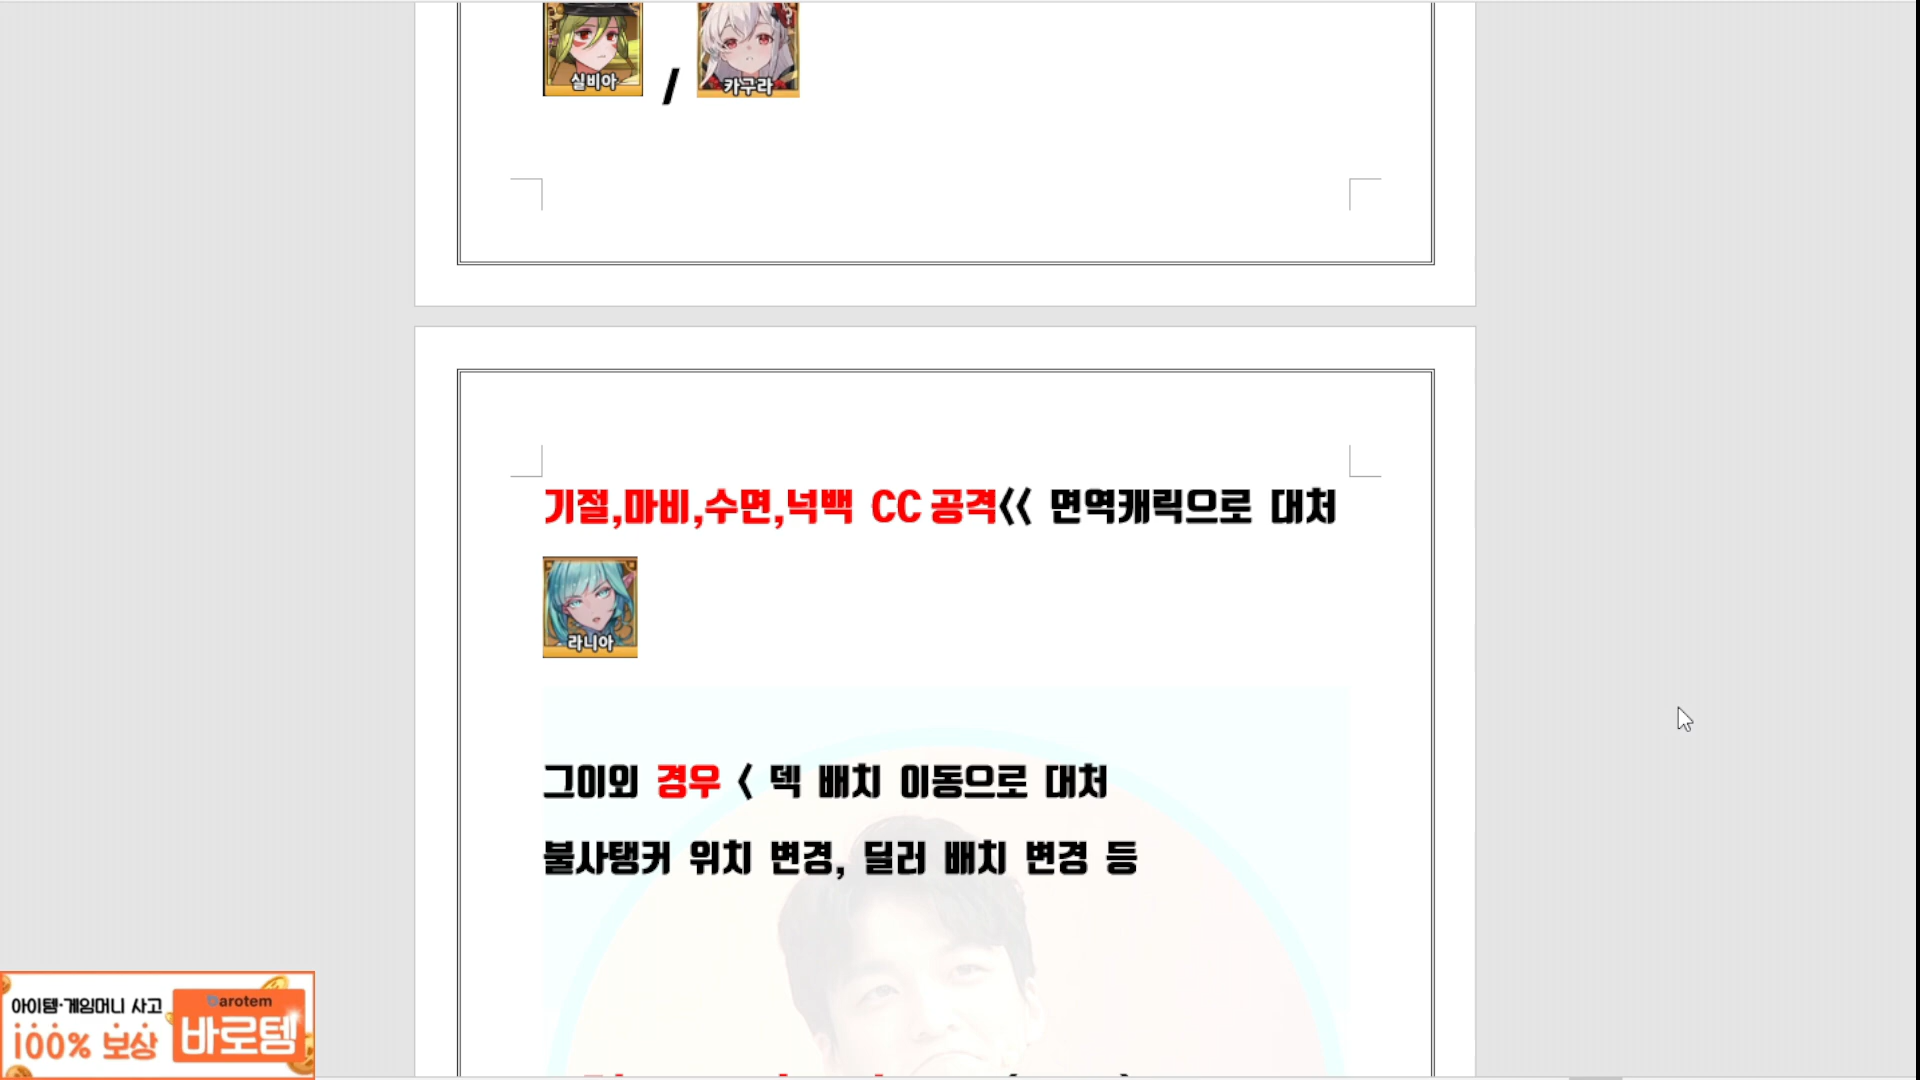 실비아 / 카구라
기절,마비,수면,넉백 CC 공격<< 면역캐릭으로 대처
라니아
그이외 경우 < 덱 배치 이동으로 대처
불사탱커 위치 변경, 딜러 배치 변경 등
아이템·게임머니 사고
100% 보상
barotem
바로템